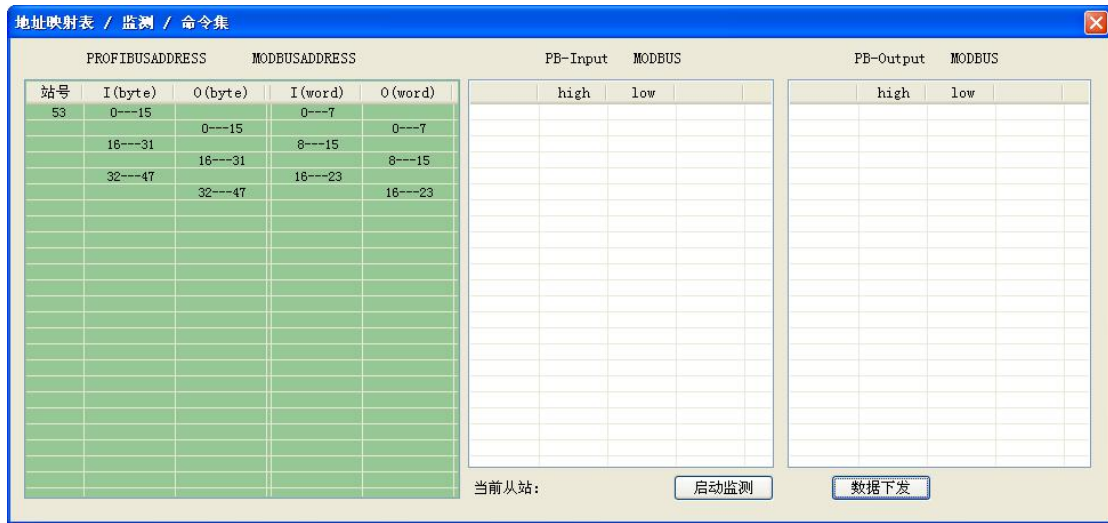 地址映射表 / 监测 / 命令集
PROFIBUSADDRESS MODBUSADDRESS PB-Input MODBUS PB-Output MODBUS
站号 I(byte) O(byte) I(word) O(word) high low high low
53 0---15 0---7
0---15 0---7
16---31 8---15
16---31 8---15
32---47 16---23
32---47 16---23
当前从站: 启动监测 数据下发